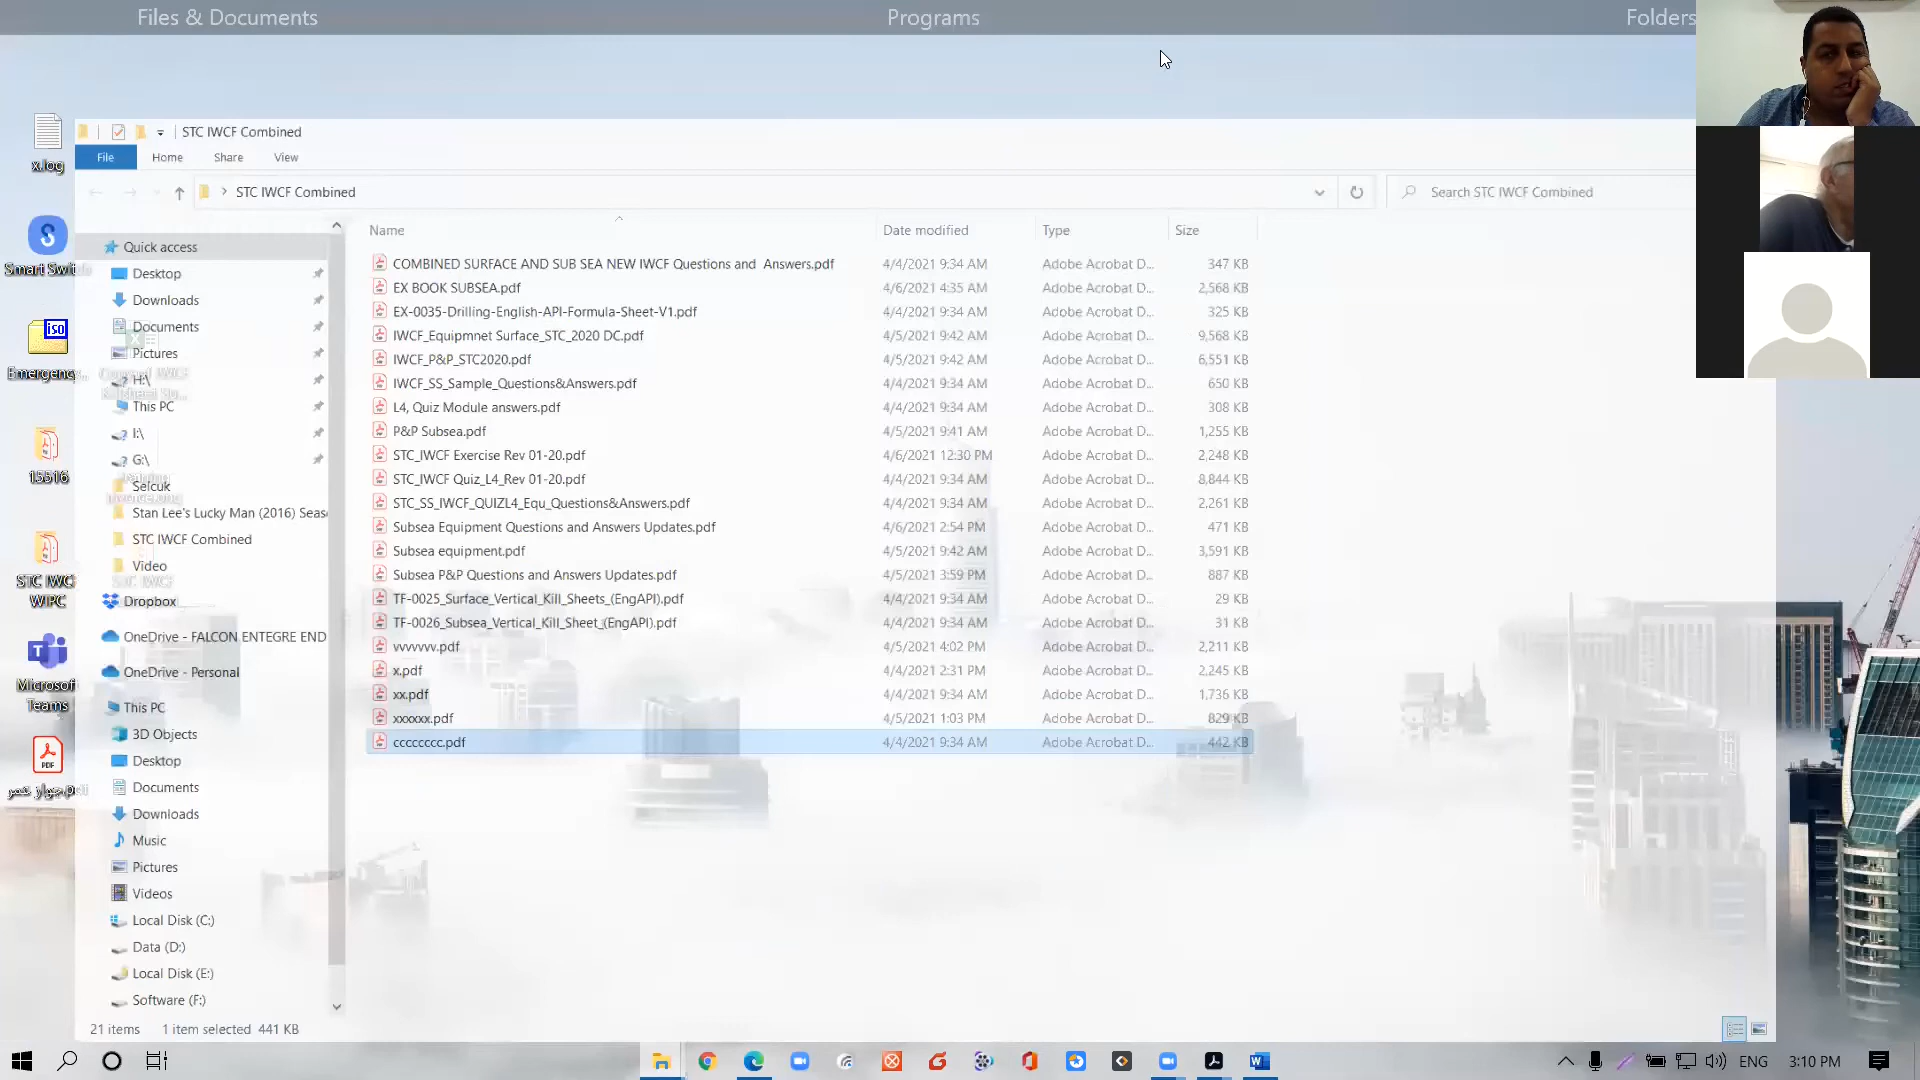 Files & Documents
Programs
Folders
x.log
Smart Switch
iso
Emergency...
15516
STC IWCF
WIPC
Microsoft
Teams
PDF
STC IWCF Combined
File
Home
Share
View
STC IWCF Combined
Search STC IWCF Combined
Quick access
Desktop
Downloads
Documents
Pictures
H:\
This PC
I:\
G:\
Selcuk
Stan Lee's Lucky Man (2016) Seas
STC IWCF Combined
Video
Dropbox
OneDrive - FALCON ENTEGRE END
OneDrive - Personal
This PC
3D Objects
Desktop
Documents
Downloads
Music
Pictures
Videos
Local Disk (C:)
Data (D:)
Local Disk (E:)
Software (F:)
Name Date modified Type Size
COMBINED SURFACE AND SUB SEA NEW IWCF Questions and  Answers.pdf 4/4/2021 9:34 AM Adobe Acrobat D... 347 KB
EX BOOK SUBSEA.pdf 4/6/2021 4:35 AM Adobe Acrobat D... 2,568 KB
EX-0035-Drilling-English-API-Formula-Sheet-V1.pdf 4/4/2021 9:34 AM Adobe Acrobat D... 325 KB
IWCF_Equipmnet Surface_STC_2020 DC.pdf 4/5/2021 9:42 AM Adobe Acrobat D... 9,568 KB
IWCF_P&P_STC2020.pdf 4/5/2021 9:42 AM Adobe Acrobat D... 6,551 KB
IWCF_SS_Sample_Questions&Answers.pdf 4/4/2021 9:34 AM Adobe Acrobat D... 650 KB
L4, Quiz Module answers.pdf 4/4/2021 9:34 AM Adobe Acrobat D... 308 KB
P&P Subsea.pdf 4/5/2021 9:41 AM Adobe Acrobat D... 1,255 KB
STC_IWCF Exercise Rev 01-20.pdf 4/6/2021 12:30 PM Adobe Acrobat D... 2,248 KB
STC_IWCF Quiz_L4_Rev 01-20.pdf 4/4/2021 9:34 AM Adobe Acrobat D... 8,844 KB
STC_SS_IWCF_QUIZL4_Equ_Questions&Answers.pdf 4/4/2021 9:34 AM Adobe Acrobat D... 2,261 KB
Subsea Equipment Questions and Answers Updates.pdf 4/6/2021 2:54 PM Adobe Acrobat D... 471 KB
Subsea equipment.pdf 4/5/2021 9:42 AM Adobe Acrobat D... 3,591 KB
Subsea P&P Questions and Answers Updates.pdf 4/5/2021 3:59 PM Adobe Acrobat D... 887 KB
TF-0025_Surface_Vertical_Kill_Sheets_(EngAPI).pdf 4/4/2021 9:34 AM Adobe Acrobat D... 29 KB
TF-0026_Subsea_Vertical_Kill_Sheet_(EngAPI).pdf 4/4/2021 9:34 AM Adobe Acrobat D... 31 KB
vvvvvvv.pdf 4/5/2021 4:02 PM Adobe Acrobat D... 2,211 KB
x.pdf 4/4/2021 2:31 PM Adobe Acrobat D... 2,245 KB
xx.pdf 4/4/2021 9:34 AM Adobe Acrobat D... 1,736 KB
xxxxxx.pdf 4/5/2021 1:03 PM Adobe Acrobat D... 829 KB
cccccccc.pdf 4/4/2021 9:34 AM Adobe Acrobat D... 442 KB
21 items 1 item selected 441 KB
ENG
3:10 PM